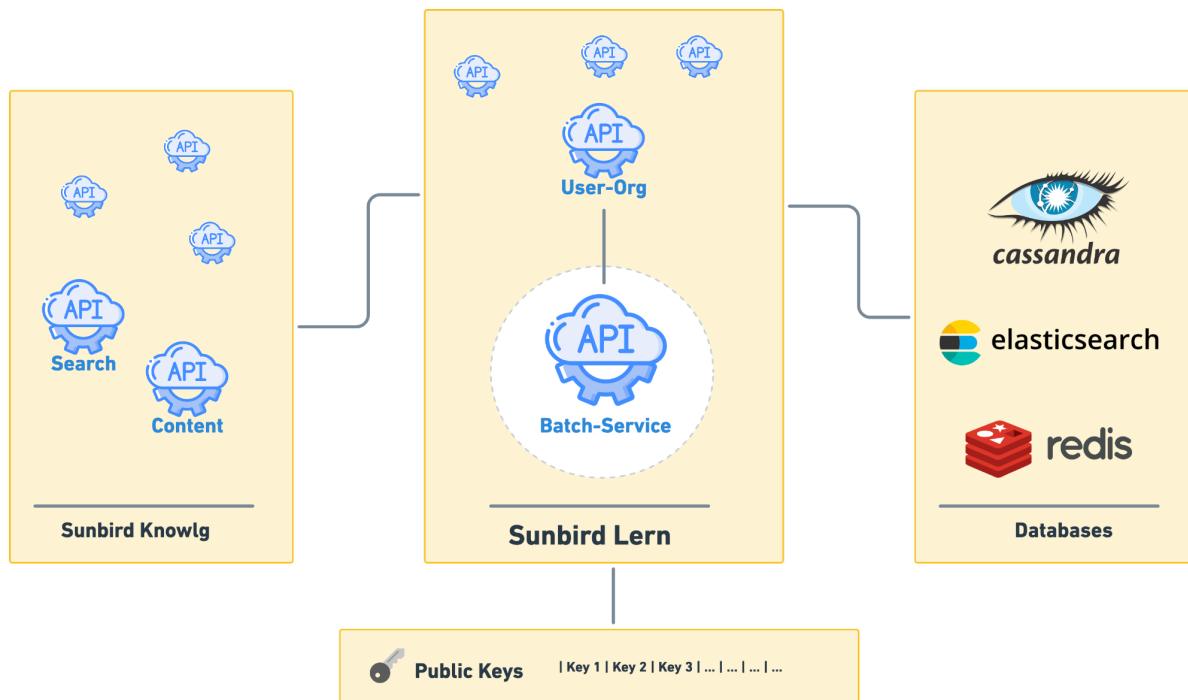 API
API
API
API
User-Org
API
Batch-Service
Sunbird Lern
API
API
API
API
Search
API
Content
Sunbird Knowlg
cassandra
elasticsearch
redis
Databases
Public Keys | Key 1 | Key 2 | Key 3 | ... | ... | ... | ...